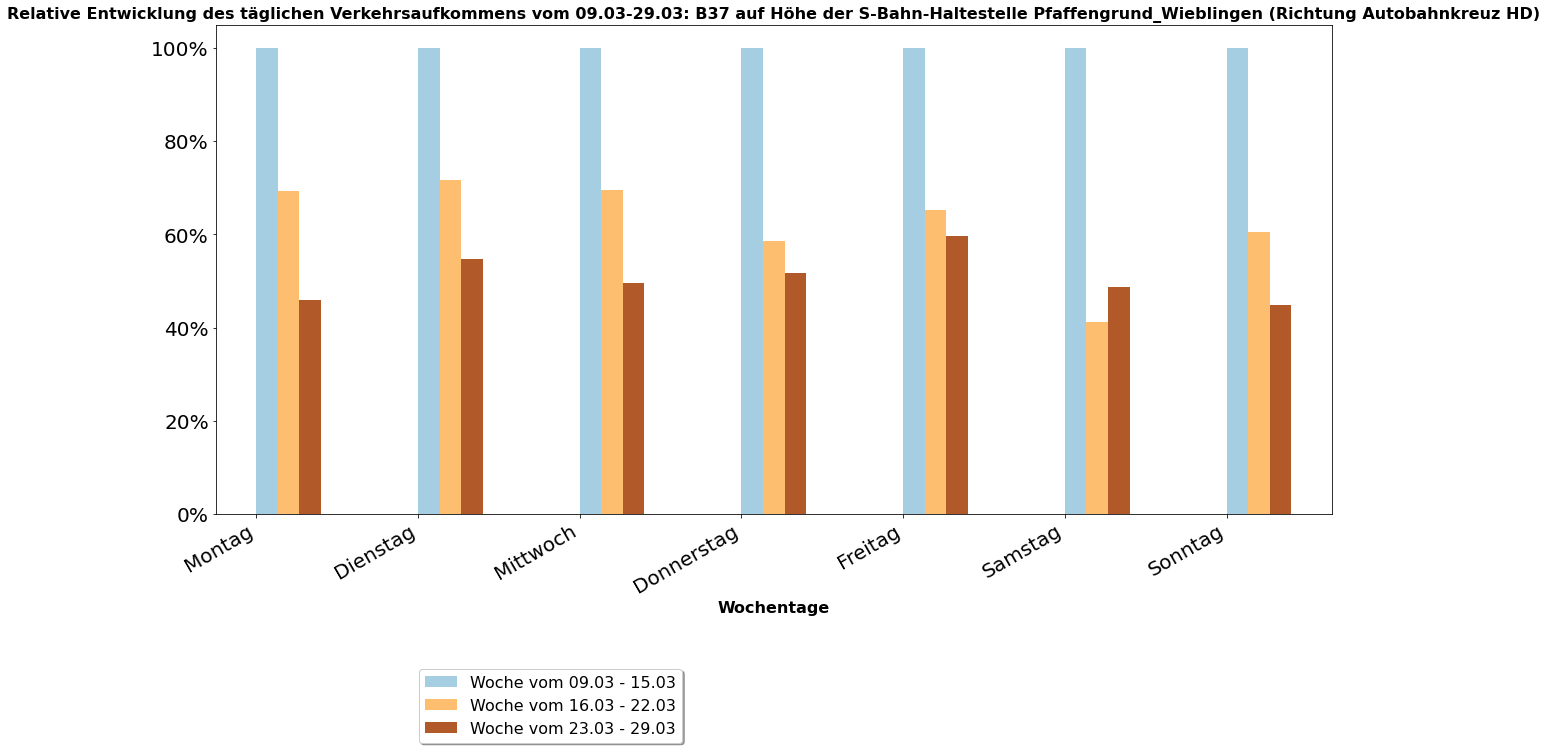 Relative Entwicklung des täglichen Verkehrsaufkommens vom 09.03-29.03: B37 auf Höhe der S-Bahn-Haltestelle Pfaffengrund_Wieblingen (Richtung Autobahnkreuz HD)
100%
80%
60%
40%
20%
0%
Montag
Dienstag
Mittwoch
Donnerstag
Freitag
Samstag
Sonntag
Wochentage
Woche vom 09.03 - 15.03
Woche vom 16.03 - 22.03
Woche vom 23.03 - 29.03